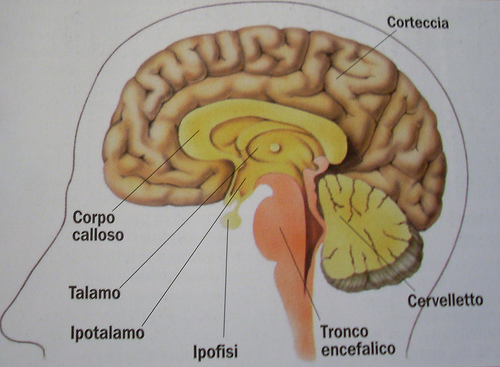 Corteccia
Corpo
calloso
Talamo
Ipotalamo
Ipofisi
Tronco
encefalico
Cervelletto